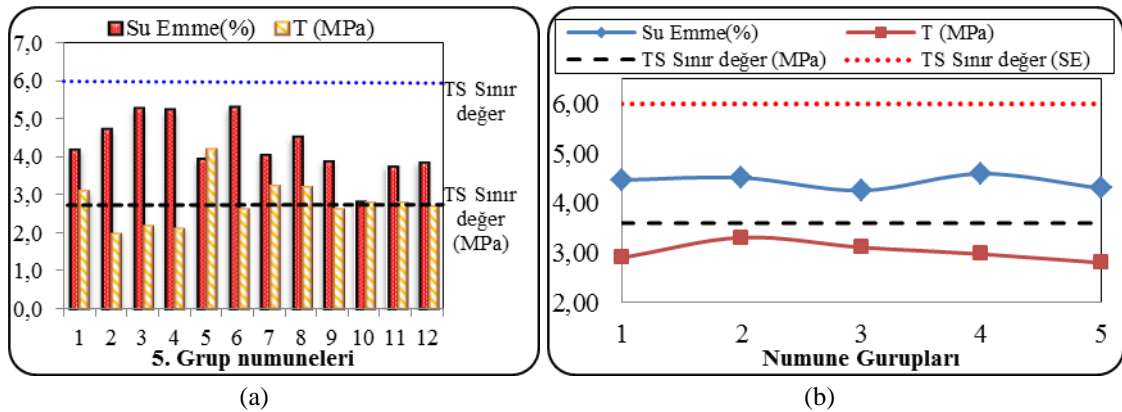 Su Emme(%) T (MPa)
7,0
6,0
5,0
4,0
3,0
2,0
1,0
0,0
TS Sınır
değer
TS Sınır
değer
(MPa)
1 2 3 4 5 6 7 8 9 10 11 12
5. Grup numuneleri
(a)
Su Emme(%) T (MPa)
TS Sınır değer (MPa) TS Sınır değer (SE)
6,00
5,00
4,00
3,00
2,00
1 2 3 4 5
Numune Gurupları
(b)